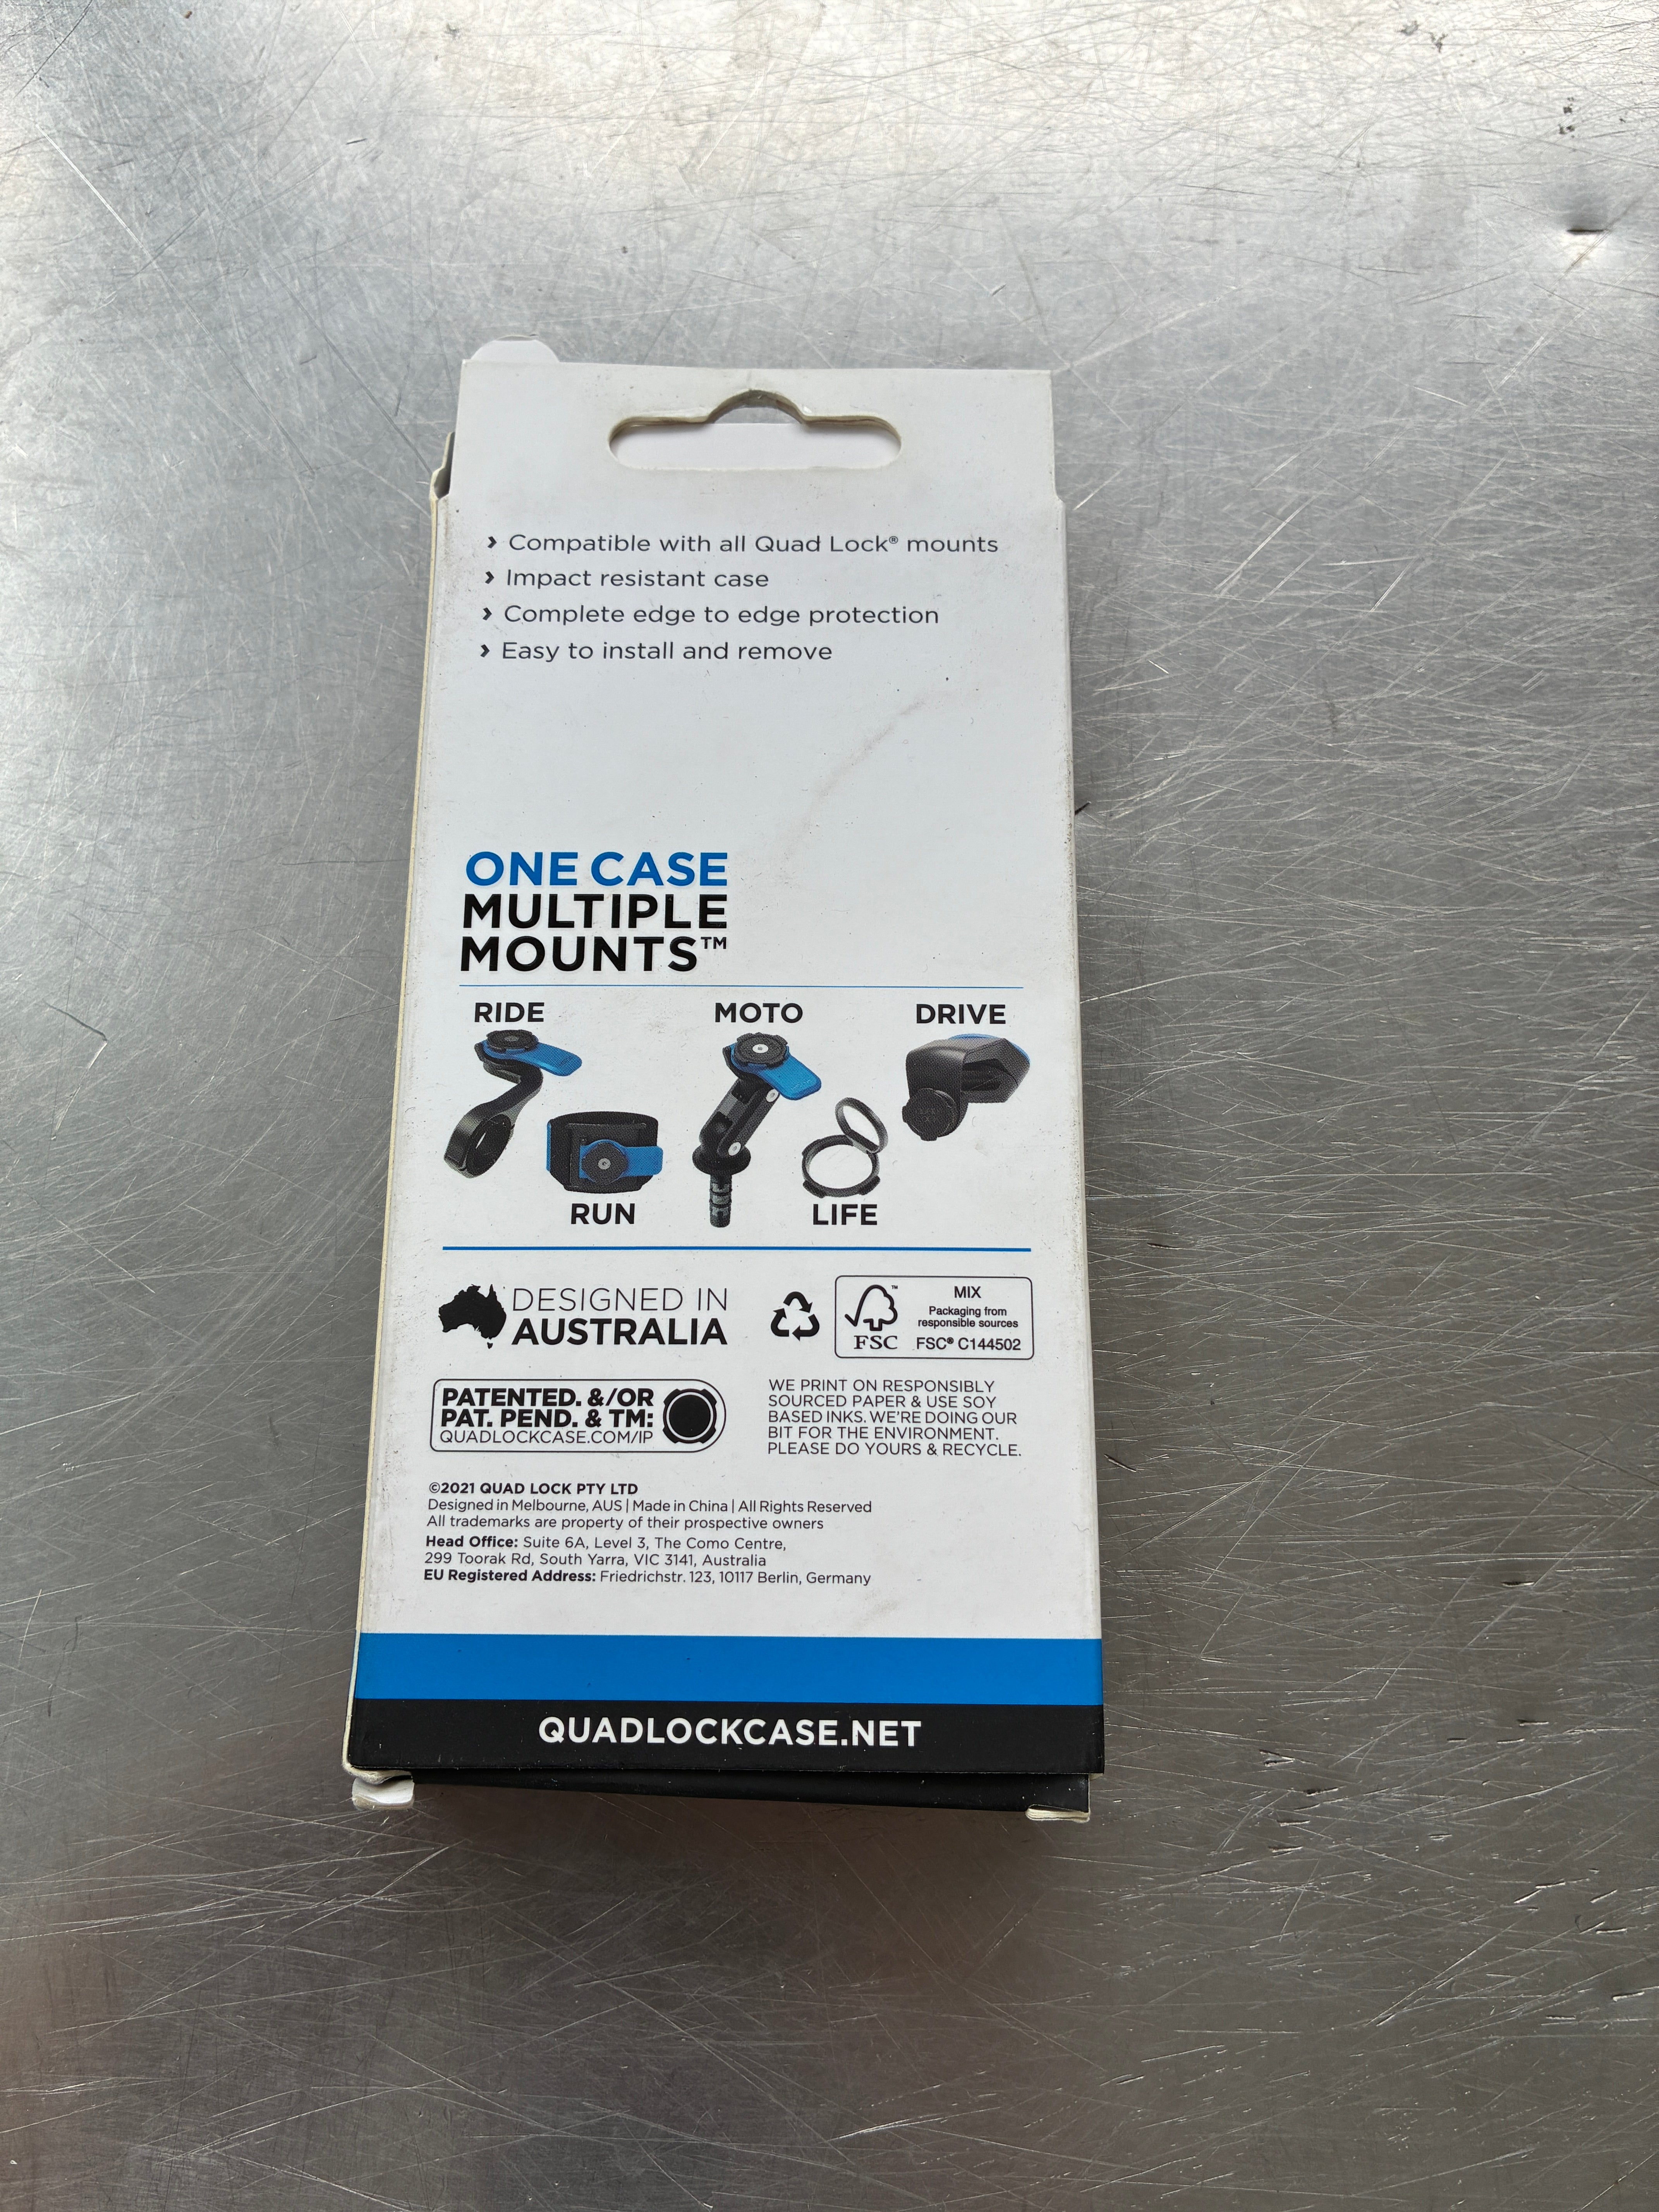 › Compatible with all Quad Lock® mounts
› Impact resistant case
› Complete edge to edge protection
› Easy to install and remove
ONE CASE
MULTIPLE
MOUNTS™
RIDE
MOTO
DRIVE
RUN
LIFE
DESIGNED IN
AUSTRALIA
FSC
™
MIX
Packaging from
responsible sources
FSC® C144502
PATENTED. &/OR
PAT. PEND. & TM:
QUADLOCKCASE.COM/IP
WE PRINT ON RESPONSIBLY
SOURCED PAPER & USE SOY
BASED INKS. WE'RE DOING OUR
BIT FOR THE ENVIRONMENT.
PLEASE DO YOURS & RECYCLE.
©2021 QUAD LOCK PTY LTD
Designed in Melbourne, AUS | Made in China | All Rights Reserved
All trademarks are property of their prospective owners
Head Office: Suite 6A, Level 3, The Como Centre,
299 Toorak Rd, South Yarra, VIC 3141, Australia
EU Registered Address: Friedrichstr. 123, 10117 Berlin, Germany
QUADLOCKCASE.NET